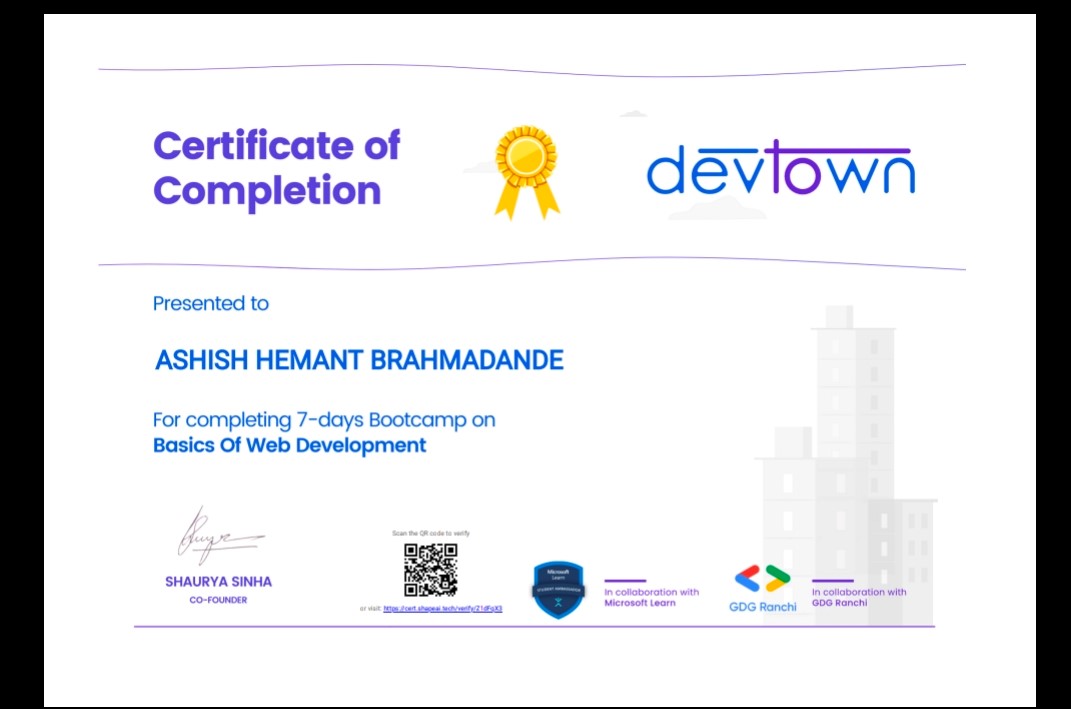 Certificate of
Completion
devtown
Presented to
ASHISH HEMANT BRAHMADANDE
For completing 7-days Bootcamp on
Basics Of Web Development
SHAURYA SINHA
CO-FOUNDER
Scan the QR code to verify
or visit: https://cert.shapeai.tech/verify/Z1dFqX3
Microsoft
Learn
STUDENT AMBASSADOR
In collaboration with
Microsoft Learn
GDG Ranchi
In collaboration with
GDG Ranchi